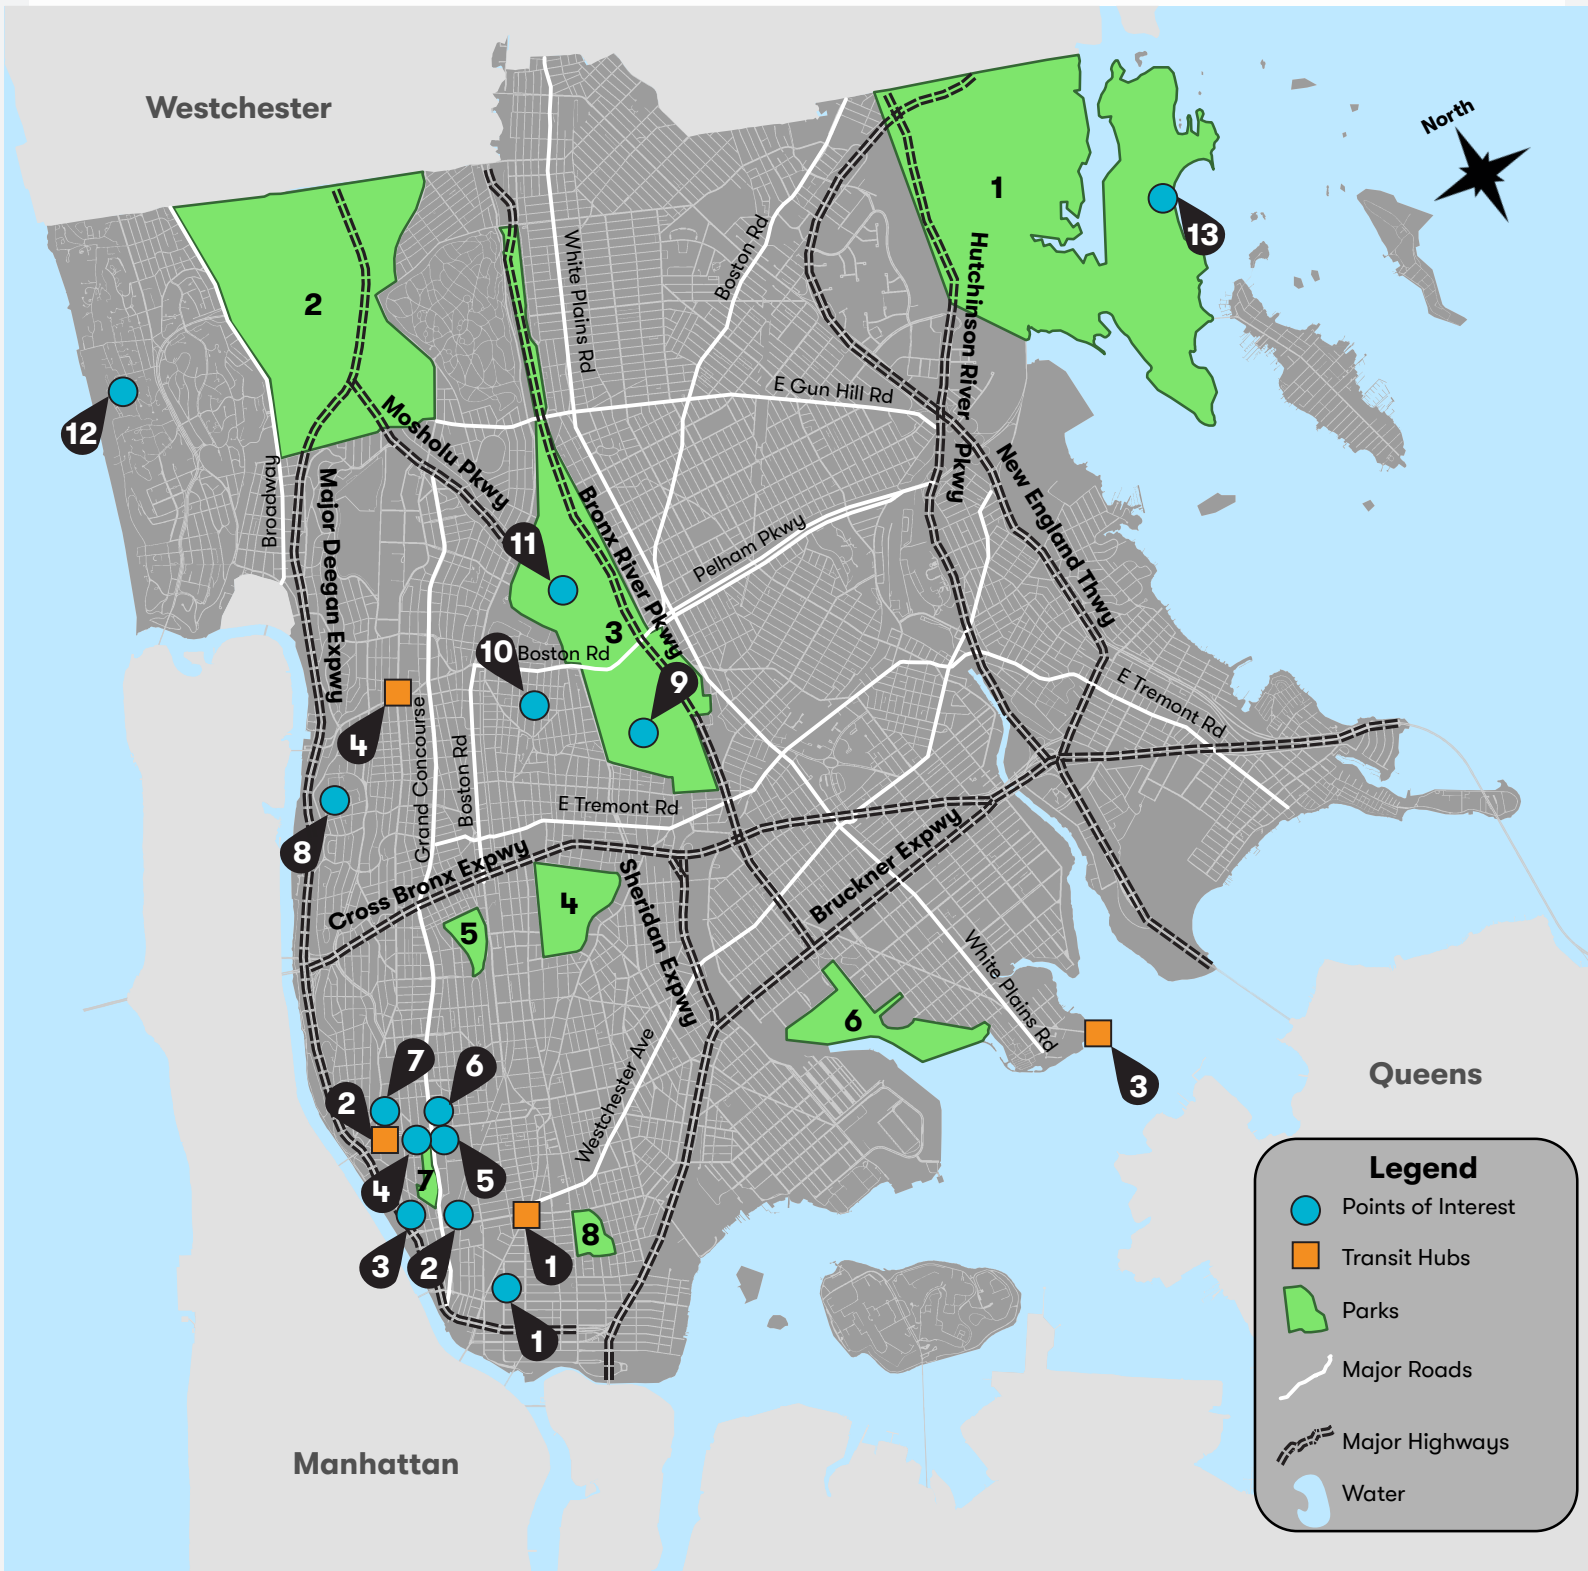 Westchester
North
1
13
2
White Plains Rd
Boston Rd
Hutchinson River Pkwy
12
E Gun Hill Rd
Mosholu Pkwy
Broadway
Major Deegan Expwy
Bronx River Pkwy
New England Thwy
Pelham Pkwy
11
3
10
Boston Rd
9
4
Grand Concourse
Boston Rd
E Tremont Rd
8
E Tremont Rd
Cross Bronx Expwy
Sheridan Expwy
Bruckner Expwy
4
5
White Plains Rd
6
3
Westchester Ave
7
6
2
4
7
5
3
2
1
8
1
Queens
Manhattan
Legend
Points of Interest
Transit Hubs
Parks
Major Roads
Major Highways
Water